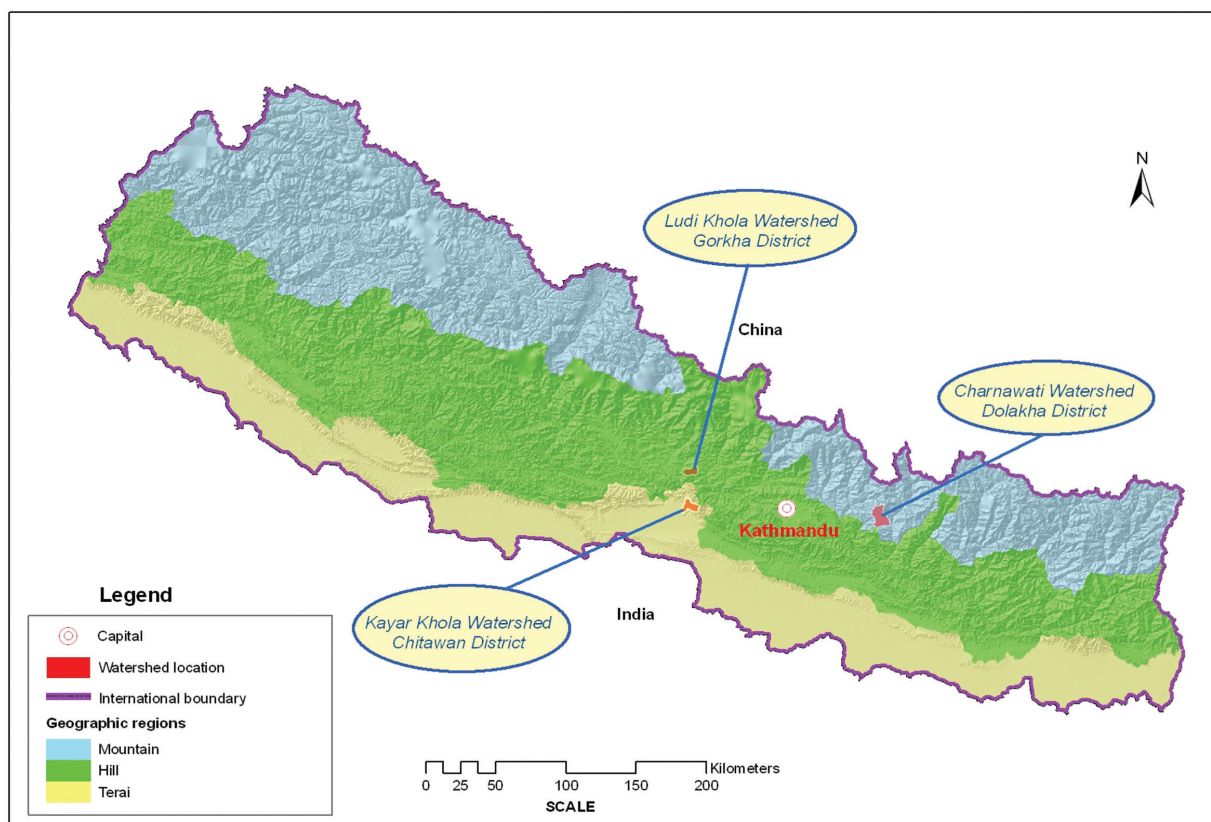 N
Ludi Khola Watershed
Gorkha District
China
Charnawati Watershed
Dolakha District
Kathmandu
Kayar Khola Watershed
Chitawan District
India
Legend
Capital
Watershed location
International boundary
Geographic regions
Mountain
Hill
Terai
Kilometers
0 25 50 100 150 200
SCALE